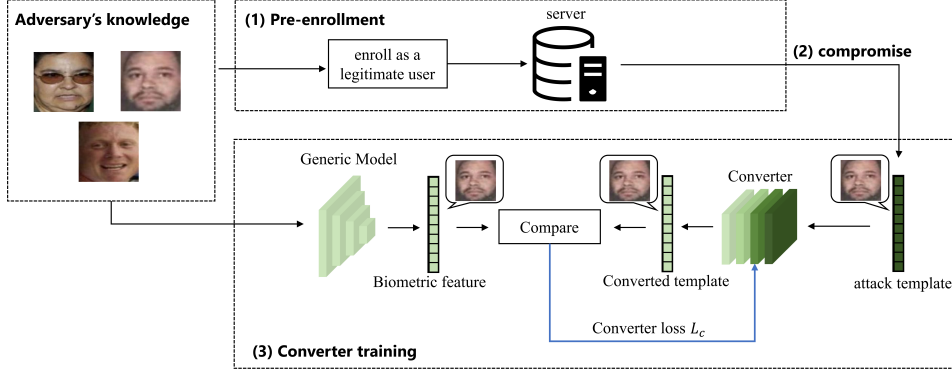 Adversary's knowledge
(1) Pre-enrollment
server
enroll as a
legitimate user
(2) compromise
Generic Model
Converter
Compare
Biometric feature
Converted template
attack template
Converter loss L_c
(3) Converter training